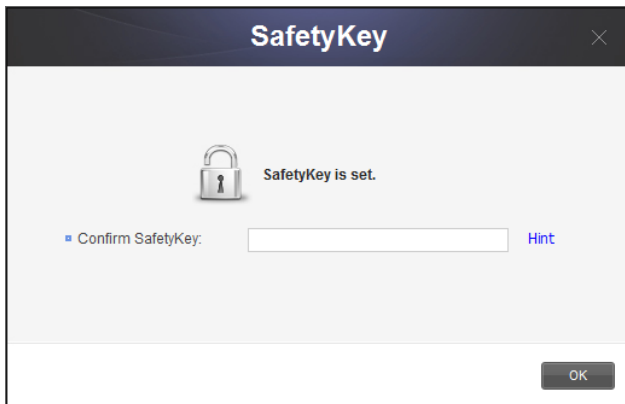 SafetyKey
SafetyKey is set.
Confirm SafetyKey:
Hint
OK